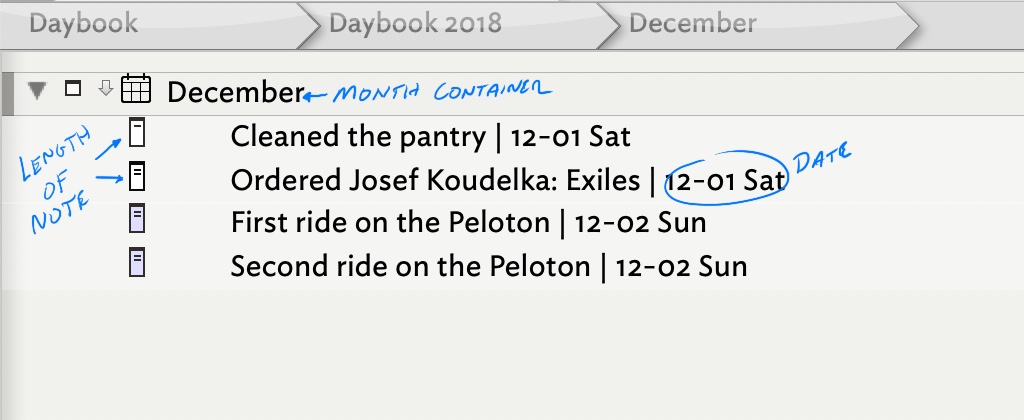 Daybook Daybook 2018 December
December ← MONTH CONTAINER
Cleaned the pantry | 12-01 Sat
LENGTH OF NOTE
Ordered Josef Koudelka: Exiles | 12-01 Sat DATE
First ride on the Peloton | 12-02 Sun
Second ride on the Peloton | 12-02 Sun